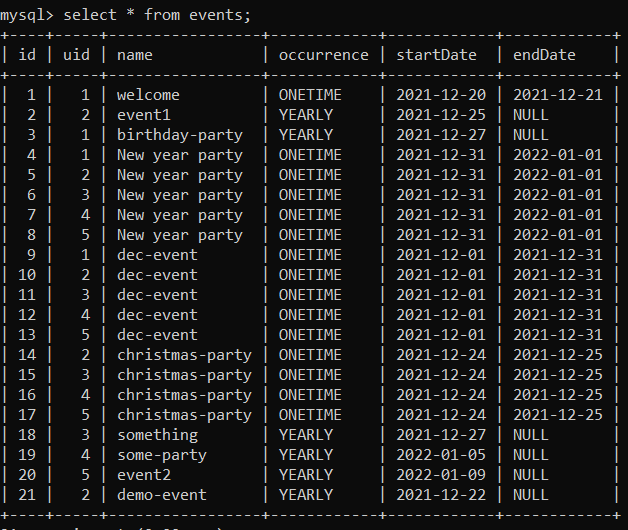 mysql> select * from events;
+----+-----+-----------------+------------+------------+------------+
| id | uid | name            | occurrence | startDate  | endDate    |
+----+-----+-----------------+------------+------------+------------+
|  1 |   1 | welcome         | ONETIME    | 2021-12-20 | 2021-12-21 |
|  2 |   2 | event1          | YEARLY     | 2021-12-25 | NULL       |
|  3 |   1 | birthday-party  | YEARLY     | 2021-12-27 | NULL       |
|  4 |   1 | New year party  | ONETIME    | 2021-12-31 | 2022-01-01 |
|  5 |   2 | New year party  | ONETIME    | 2021-12-31 | 2022-01-01 |
|  6 |   3 | New year party  | ONETIME    | 2021-12-31 | 2022-01-01 |
|  7 |   4 | New year party  | ONETIME    | 2021-12-31 | 2022-01-01 |
|  8 |   5 | New year party  | ONETIME    | 2021-12-31 | 2022-01-01 |
|  9 |   1 | dec-event       | ONETIME    | 2021-12-01 | 2021-12-31 |
| 10 |   2 | dec-event       | ONETIME    | 2021-12-01 | 2021-12-31 |
| 11 |   3 | dec-event       | ONETIME    | 2021-12-01 | 2021-12-31 |
| 12 |   4 | dec-event       | ONETIME    | 2021-12-01 | 2021-12-31 |
| 13 |   5 | dec-event       | ONETIME    | 2021-12-01 | 2021-12-31 |
| 14 |   2 | christmas-party | ONETIME    | 2021-12-24 | 2021-12-25 |
| 15 |   3 | christmas-party | ONETIME    | 2021-12-24 | 2021-12-25 |
| 16 |   4 | christmas-party | ONETIME    | 2021-12-24 | 2021-12-25 |
| 17 |   5 | christmas-party | ONETIME    | 2021-12-24 | 2021-12-25 |
| 18 |   3 | something       | YEARLY     | 2021-12-27 | NULL       |
| 19 |   4 | some-party      | YEARLY     | 2022-01-05 | NULL       |
| 20 |   5 | event2          | YEARLY     | 2022-01-09 | NULL       |
| 21 |   2 | demo-event      | YEARLY     | 2021-12-22 | NULL       |
+----+-----+-----------------+------------+------------+------------+